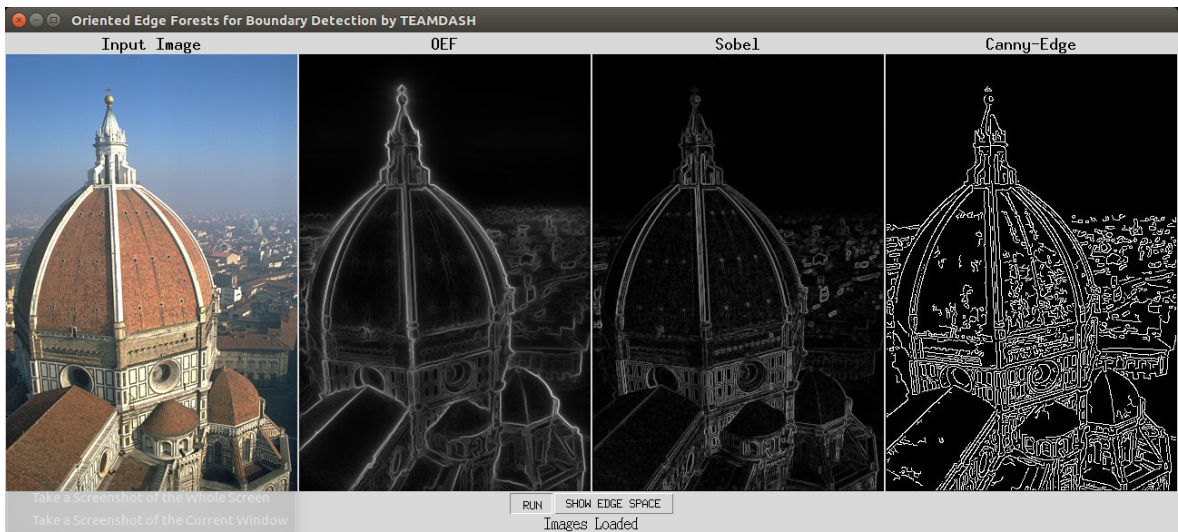 Oriented Edge Forests for Boundary Detection by TEAMDASH
Input Image
OEF
Sobel
Canny-Edge
Take a Screenshot of the Whole Screen
RUN
SHOW EDGE SPACE
Take a Screenshot of the Current Window
Images Loaded